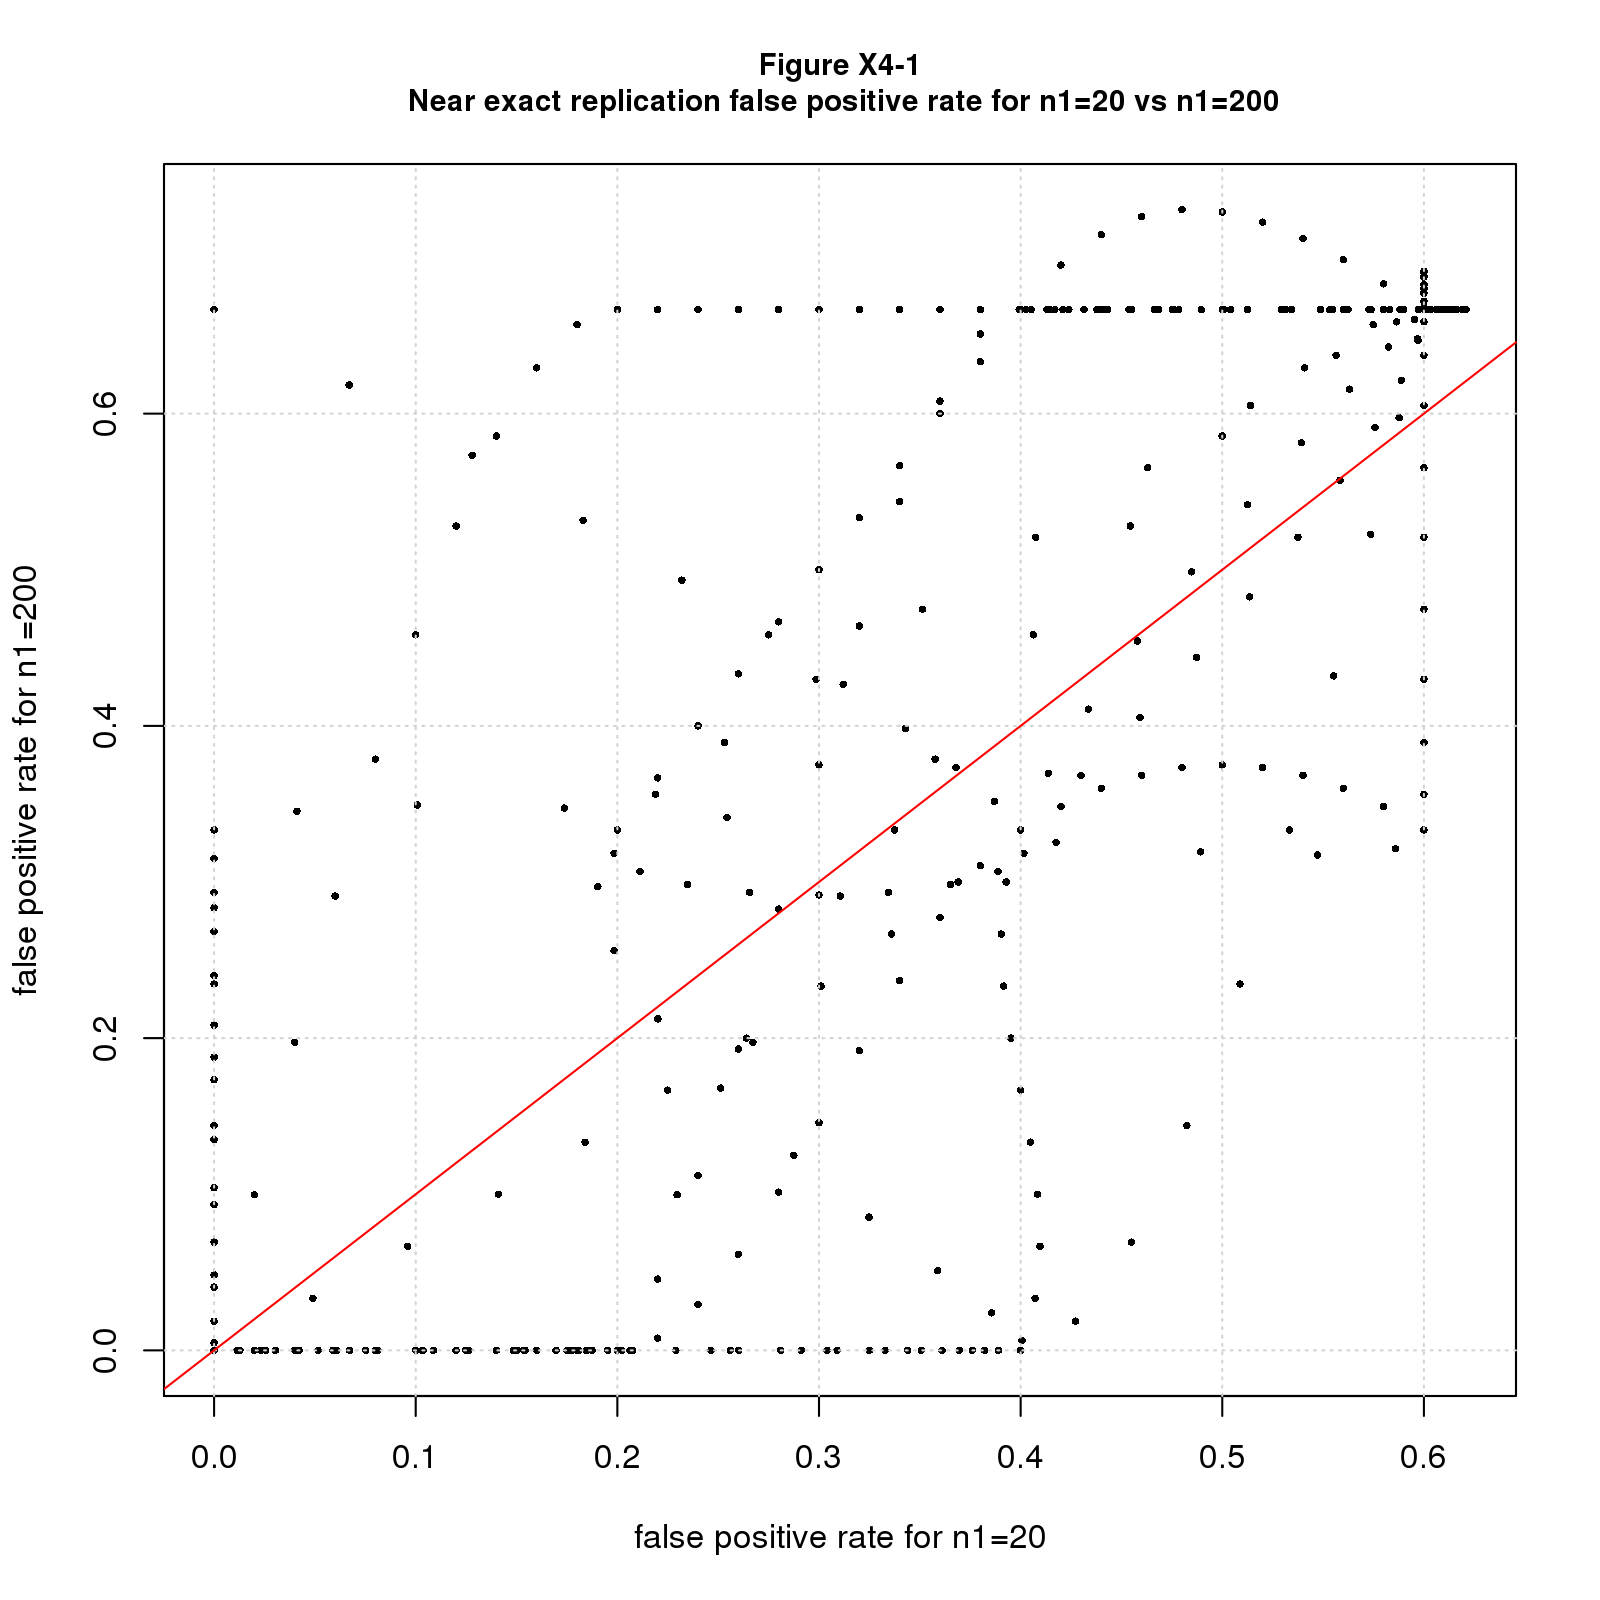 Figure X4-1
Near exact replication false positive rate for n1=20 vs n1=200
false positive rate for n1=200
0.6
0.4
0.2
0.0
0.0 0.1 0.2 0.3 0.4 0.5 0.6
false positive rate for n1=20